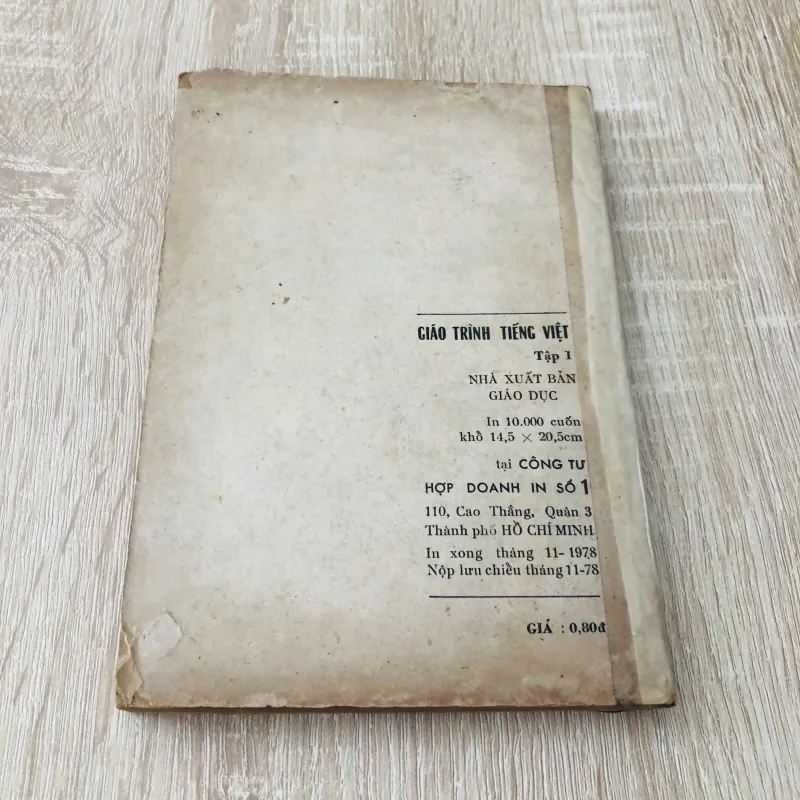 GIÁO TRÌNH TIẾNG VIỆT
Tập 1
NHÀ XUẤT BẢN
GIÁO DỤC
In 10.000 cuốn
khổ 14,5 × 20,5cm
tại CÔNG TƯ
HỢP DOANH IN SỐ 1
110, Cao Thắng, Quân 3
Thành phố HỒ CHÍ MINH
In xong tháng 11-1978
Nộp lưu chiều tháng 11-78
GIÁ : 0,80đ